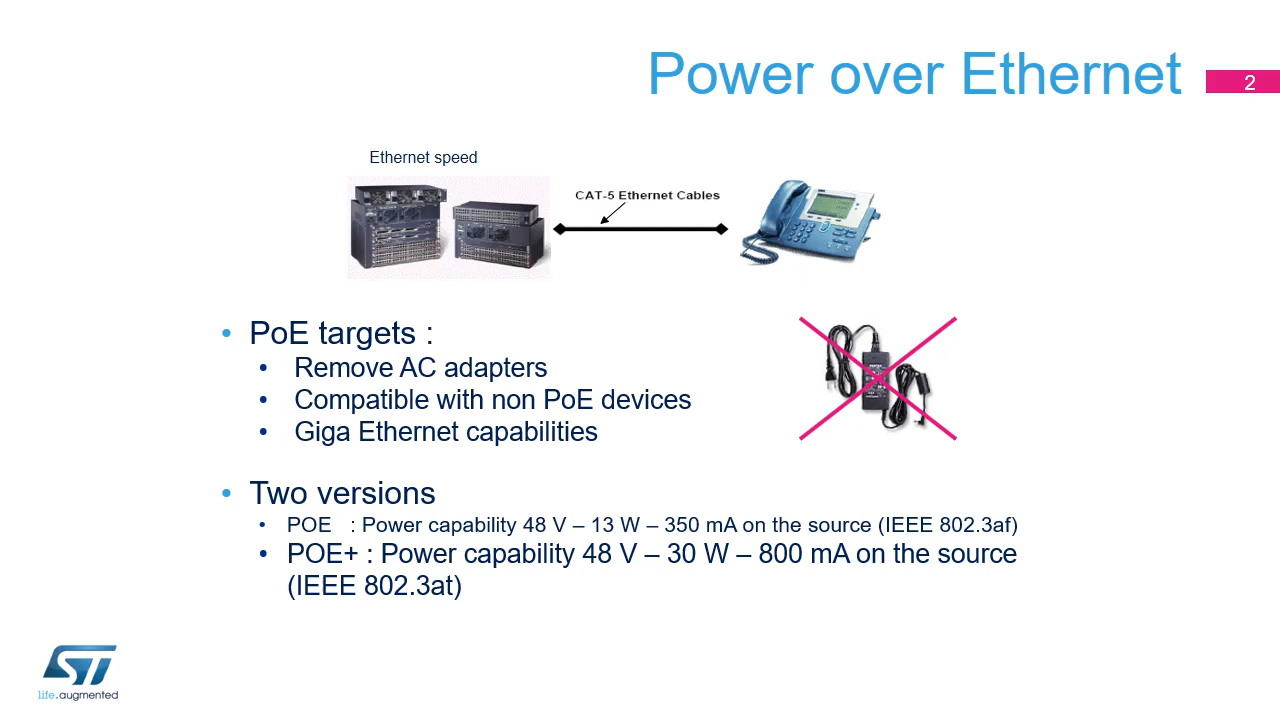 Power over Ethernet
2
Ethernet speed
CAT-5 Ethernet Cables
• PoE targets :
• Remove AC adapters
• Compatible with non PoE devices
• Giga Ethernet capabilities
• Two versions
• POE : Power capability 48 V – 13 W – 350 mA on the source (IEEE 802.3af)
• POE+ : Power capability 48 V – 30 W – 800 mA on the source
(IEEE 802.3at)
ST
life.augmented